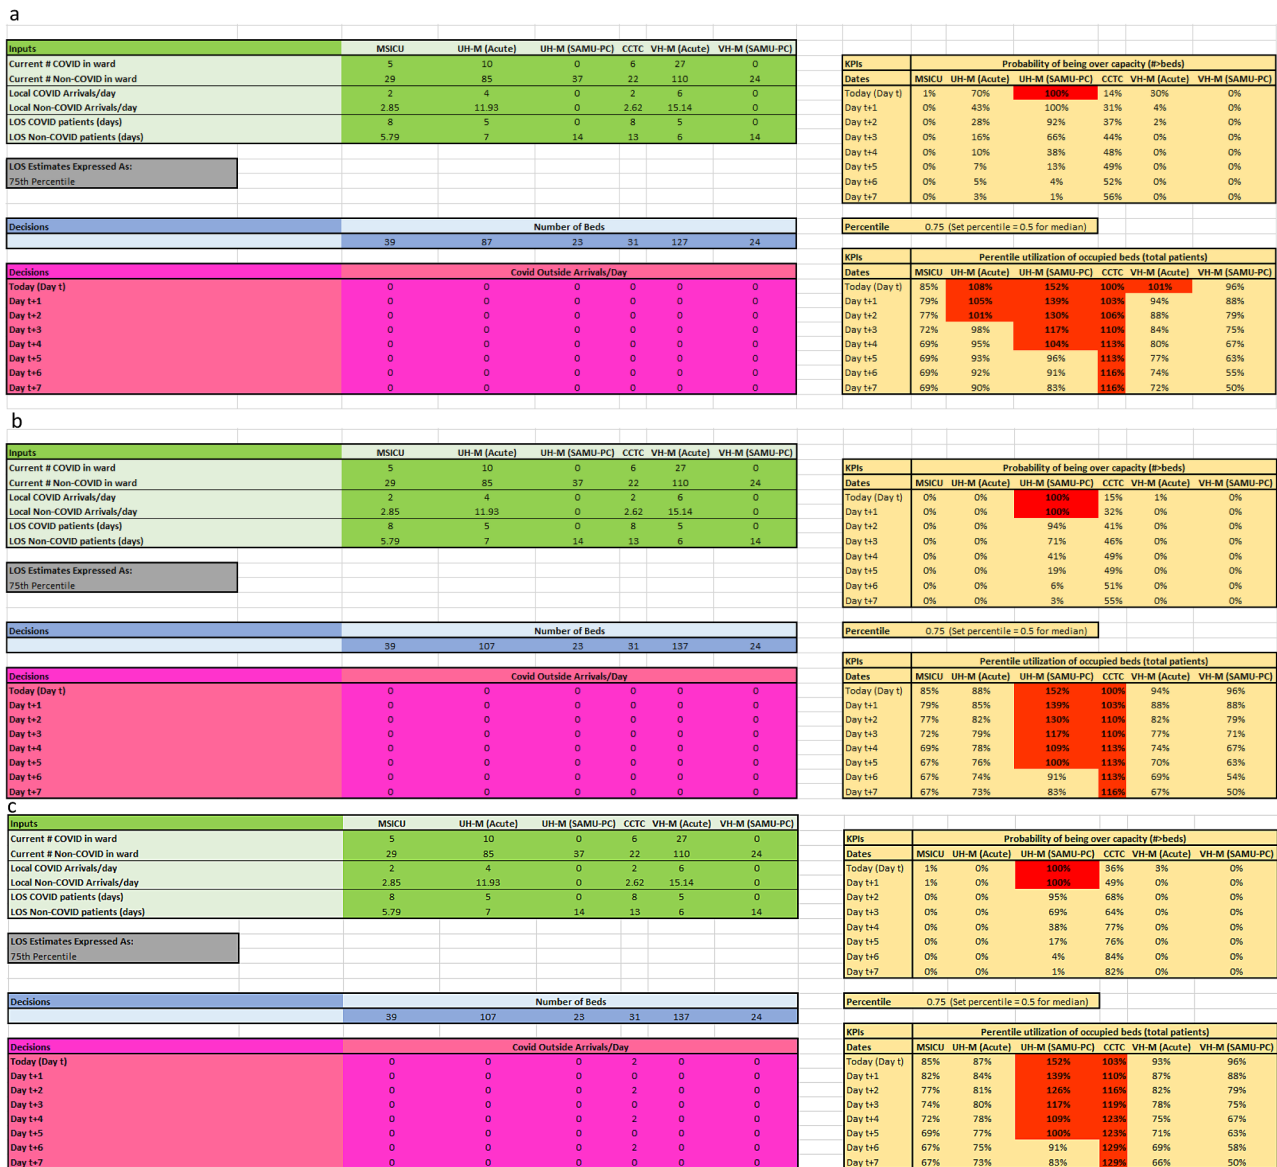 a
Inputs MSICU UH-M (Acute) UH-M (SAMU-PC) CCTC VH-M (Acute) VH-M (SAMU-PC)
Current # COVID in ward 5 10 0 6 27 0
Current # Non-COVID in ward 29 85 37 22 110 24
Local COVID Arrivals/day 2 4 0 2 6 0
Local Non-COVID Arrivals/day 2.85 11.93 0 2.62 15.14 0
LOS COVID patients (days) 8 5 0 8 5 0
LOS Non-COVID patients (days) 5.79 7 14 13 6 14
LOS Estimates Expressed As:
75th Percentile
Decisions Number of Beds
39 87 23 31 127 24
Decisions Covid Outside Arrivals/Day
Today (Day t) 0 0 0 0 0 0
Day t+1 0 0 0 0 0 0
Day t+2 0 0 0 0 0 0
Day t+3 0 0 0 0 0 0
Day t+4 0 0 0 0 0 0
Day t+5 0 0 0 0 0 0
Day t+6 0 0 0 0 0 0
Day t+7 0 0 0 0 0 0
KPIs Probability of being over capacity (#>beds)
Dates MSICU UH-M (Acute) UH-M (SAMU-PC) CCTC VH-M (Acute) VH-M (SAMU-PC)
Today (Day t) 1% 70% 100% 14% 30% 0%
Day t+1 0% 43% 100% 31% 4% 0%
Day t+2 0% 28% 92% 37% 2% 0%
Day t+3 0% 16% 66% 44% 0% 0%
Day t+4 0% 10% 38% 48% 0% 0%
Day t+5 0% 7% 13% 49% 0% 0%
Day t+6 0% 5% 4% 52% 0% 0%
Day t+7 0% 3% 1% 56% 0% 0%
Percentile 0.75 (Set percentile = 0.5 for median)
KPIs Perentile utilization of occupied beds (total patients)
Dates MSICU UH-M (Acute) UH-M (SAMU-PC) CCTC VH-M (Acute) VH-M (SAMU-PC)
Today (Day t) 85% 108% 152% 100% 101% 96%
Day t+1 79% 105% 139% 103% 94% 88%
Day t+2 77% 101% 130% 106% 88% 79%
Day t+3 72% 98% 117% 110% 84% 75%
Day t+4 69% 95% 104% 113% 80% 67%
Day t+5 69% 93% 96% 113% 77% 63%
Day t+6 69% 92% 91% 116% 74% 55%
Day t+7 69% 90% 83% 116% 72% 50%
b
Inputs MSICU UH-M (Acute) UH-M (SAMU-PC) CCTC VH-M (Acute) VH-M (SAMU-PC)
Current # COVID in ward 5 10 0 6 27 0
Current # Non-COVID in ward 29 85 37 22 110 24
Local COVID Arrivals/day 2 4 0 2 6 0
Local Non-COVID Arrivals/day 2.85 11.93 0 2.62 15.14 0
LOS COVID patients (days) 8 5 0 8 5 0
LOS Non-COVID patients (days) 5.79 7 14 13 6 14
LOS Estimates Expressed As:
75th Percentile
Decisions Number of Beds
39 107 23 31 137 24
Decisions Covid Outside Arrivals/Day
Today (Day t) 0 0 0 0 0 0
Day t+1 0 0 0 0 0 0
Day t+2 0 0 0 0 0 0
Day t+3 0 0 0 0 0 0
Day t+4 0 0 0 0 0 0
Day t+5 0 0 0 0 0 0
Day t+6 0 0 0 0 0 0
Day t+7 0 0 0 0 0 0
KPIs Probability of being over capacity (#>beds)
Dates MSICU UH-M (Acute) UH-M (SAMU-PC) CCTC VH-M (Acute) VH-M (SAMU-PC)
Today (Day t) 0% 0% 100% 15% 1% 0%
Day t+1 0% 0% 100% 32% 0% 0%
Day t+2 0% 0% 94% 41% 0% 0%
Day t+3 0% 0% 71% 46% 0% 0%
Day t+4 0% 0% 41% 49% 0% 0%
Day t+5 0% 0% 19% 49% 0% 0%
Day t+6 0% 0% 6% 51% 0% 0%
Day t+7 0% 0% 3% 55% 0% 0%
Percentile 0.75 (Set percentile = 0.5 for median)
KPIs Perentile utilization of occupied beds (total patients)
Dates MSICU UH-M (Acute) UH-M (SAMU-PC) CCTC VH-M (Acute) VH-M (SAMU-PC)
Today (Day t) 85% 88% 152% 100% 94% 96%
Day t+1 79% 85% 139% 103% 88% 88%
Day t+2 77% 82% 130% 110% 82% 79%
Day t+3 72% 79% 117% 110% 77% 71%
Day t+4 69% 78% 109% 113% 74% 67%
Day t+5 67% 76% 100% 113% 70% 63%
Day t+6 67% 74% 91% 113% 69% 54%
Day t+7 67% 73% 83% 116% 67% 50%
c
Inputs MSICU UH-M (Acute) UH-M (SAMU-PC) CCTC VH-M (Acute) VH-M (SAMU-PC)
Current # COVID in ward 5 10 0 6 27 0
Current # Non-COVID in ward 29 85 37 22 110 24
Local COVID Arrivals/day 2 4 0 2 6 0
Local Non-COVID Arrivals/day 2.85 11.93 0 2.62 15.14 0
LOS COVID patients (days) 8 5 0 8 5 0
LOS Non-COVID patients (days) 5.79 7 14 13 6 14
LOS Estimates Expressed As:
75th Percentile
Decisions Number of Beds
39 107 23 31 137 24
Decisions Covid Outside Arrivals/Day
Today (Day t) 0 0 0 2 0 0
Day t+1 0 0 0 0 0 0
Day t+2 0 0 0 2 0 0
Day t+3 0 0 0 0 0 0
Day t+4 0 0 0 2 0 0
Day t+5 0 0 0 0 0 0
Day t+6 0 0 0 2 0 0
Day t+7 0 0 0 0 0 0
KPIs Probability of being over capacity (#>beds)
Dates MSICU UH-M (Acute) UH-M (SAMU-PC) CCTC VH-M (Acute) VH-M (SAMU-PC)
Today (Day t) 1% 0% 100% 36% 3% 0%
Day t+1 1% 0% 100% 49% 0% 0%
Day t+2 0% 0% 95% 68% 0% 0%
Day t+3 0% 0% 69% 64% 0% 0%
Day t+4 0% 0% 38% 77% 0% 0%
Day t+5 0% 0% 17% 76% 0% 0%
Day t+6 0% 0% 4% 84% 0% 0%
Day t+7 0% 0% 1% 82% 0% 0%
Percentile 0.75 (Set percentile = 0.5 for median)
KPIs Perentile utilization of occupied beds (total patients)
Dates MSICU UH-M (Acute) UH-M (SAMU-PC) CCTC VH-M (Acute) VH-M (SAMU-PC)
Today (Day t) 85% 87% 152% 103% 93% 96%
Day t+1 82% 84% 139% 110% 87% 88%
Day t+2 77% 81% 126% 116% 82% 79%
Day t+3 74% 80% 117% 119% 78% 75%
Day t+4 72% 78% 109% 123% 75% 67%
Day t+5 69% 77% 100% 123% 71% 63%
Day t+6 67% 75% 91% 129% 69% 58%
Day t+7 67% 73% 83% 129% 66% 50%